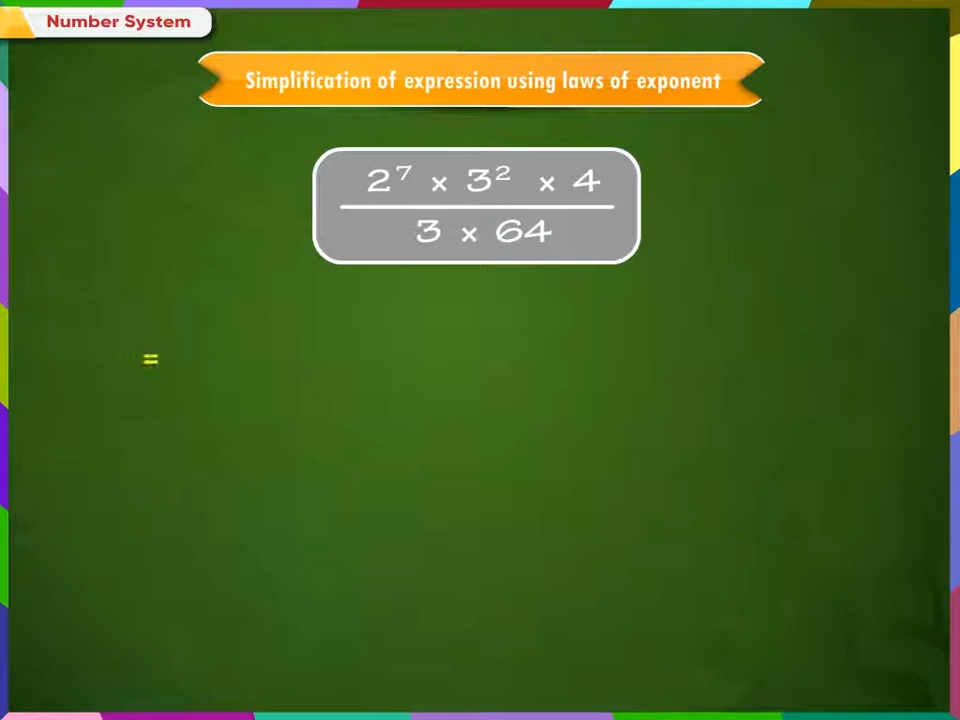 Number System
Simplification of expression using laws of exponent
2⁷ × 3² × 4
3 × 64
=